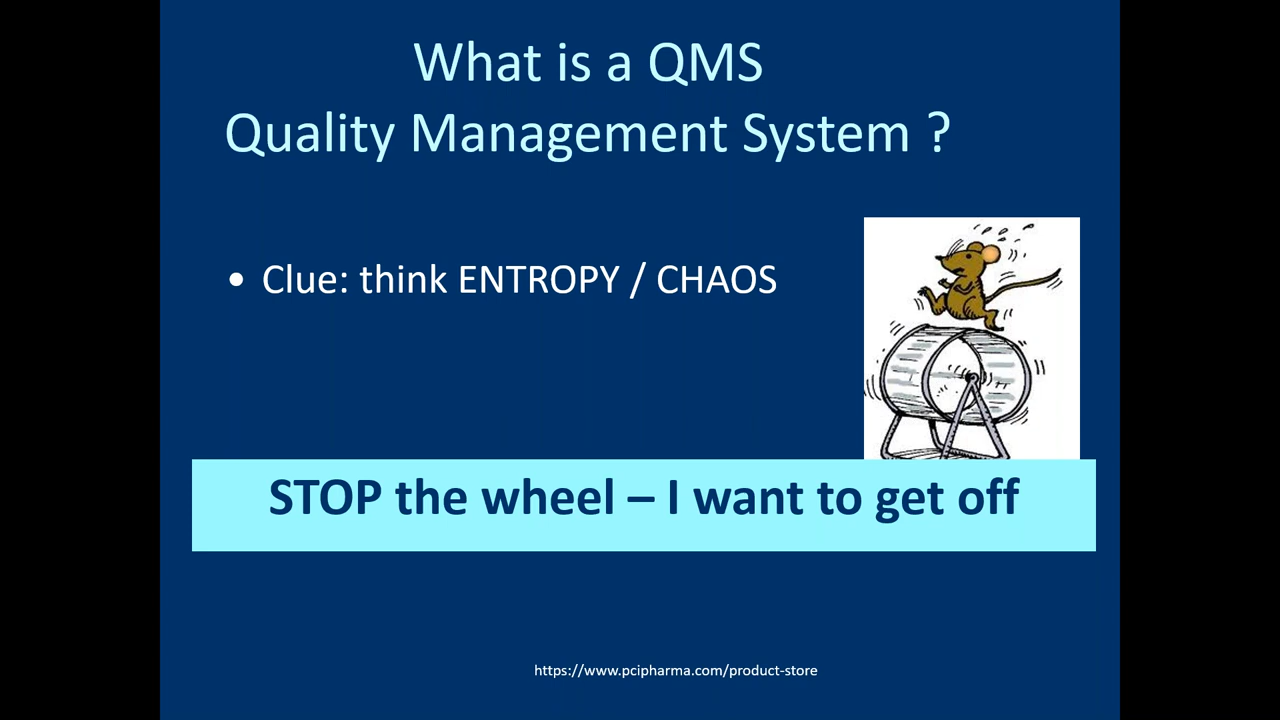 What is a QMS
Quality Management System ?
• Clue: think ENTROPY / CHAOS
STOP the wheel – I want to get off
https://www.pcipharma.com/product-store